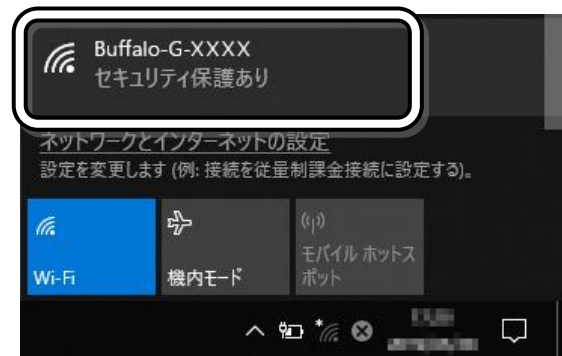 Buffalo-G-XXXX
セキュリティ保護あり
ネットワークとインターネットの設定
設定を変更します (例: 接続を従量制課金接続に設定する)。
Wi-Fi
機内モード
モバイル ホットス
ポット